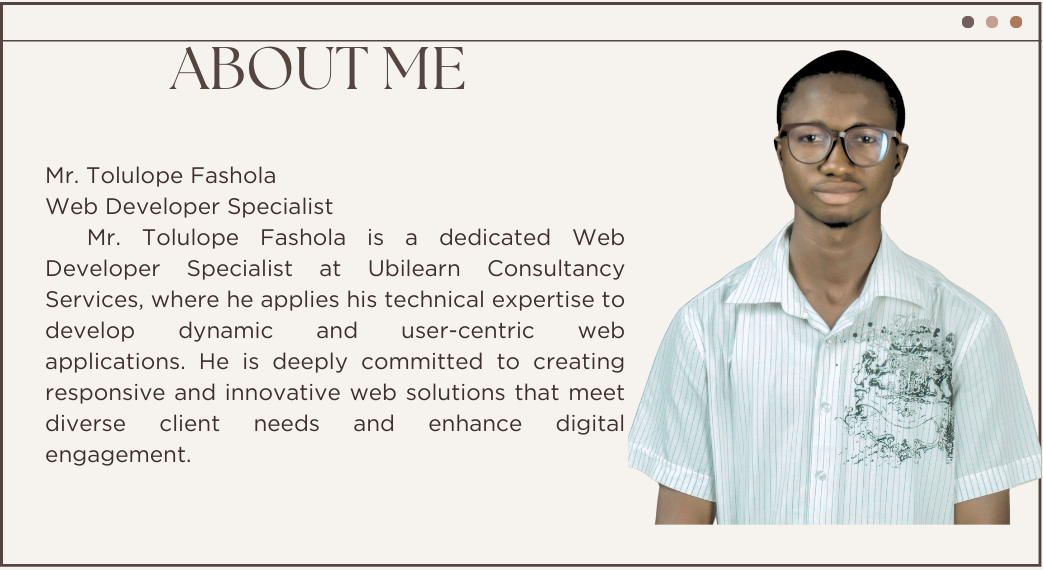 ABOUT ME
Mr. Tolulope Fashola
Web Developer Specialist
Mr. Tolulope Fashola is a dedicated Web
Developer Specialist at Ubilearn Consultancy
Services, where he applies his technical expertise to
develop dynamic and user-centric web
applications. He is deeply committed to creating
responsive and innovative web solutions that meet
diverse client needs and enhance digital
engagement.